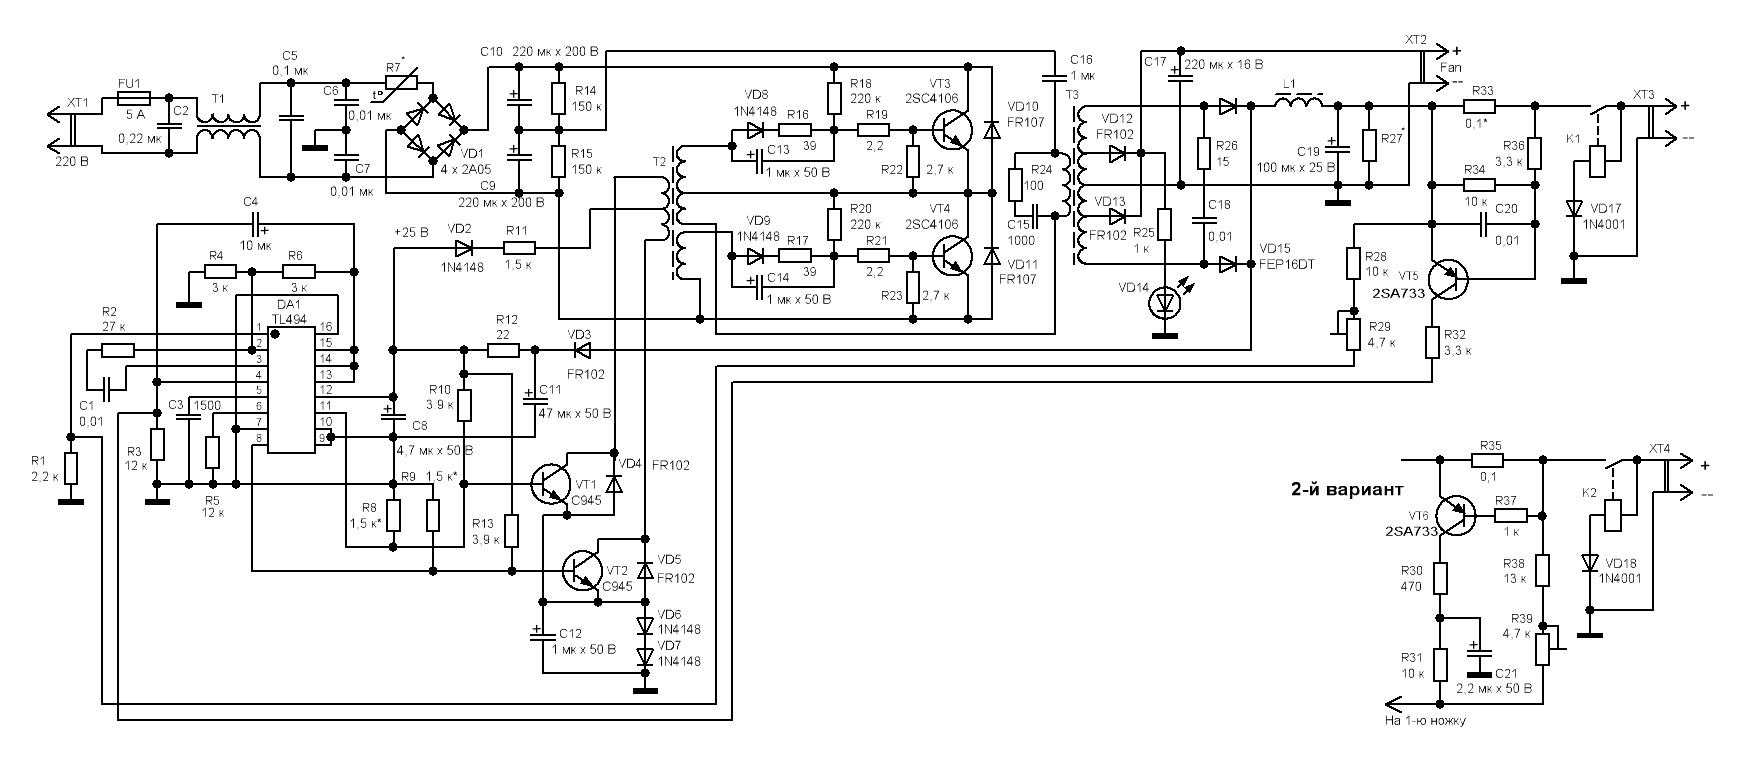 XT1
220 В
FU1
5 А
C2
0,22 мк
T1
C5
0,1 мк
C6
0,01 мк
C7
0,01 мк
R7*
t°
VD1
4 x 2A05
C10 220 мк x 200 В
C9
220 мк x 200 В
R14
150 к
R15
150 к
T2
VD8
1N4148
R16
39
C13
1 мк x 50 В
R18
220 к
R19
2,2
R22
2,7 к
VT3
2SC4106
VD10
FR107
VD9
1N4148
R17
39
C14
1 мк x 50 В
R20
220 к
R21
2,2
R23
2,7 к
VT4
2SC4106
VD11
FR107
C16
1 мк
T3
R24
100
C15
1000
VD12
FR102
VD13
FR102
C17
220 мк x 16 В
R25
1 к
VD14
R26
15
C18
0,01
VD15
FEP16DT
L1
C19
100 мк x 25 В
R27*
XT2
+
Fan
--
R33
0,1*
R34
10 к
C20
0,01
R36
3,3 к
K1
VD17
1N4001
XT3
+
--
R28
10 к
R29
4,7 к
VT5
2SA733
R32
3,3 к
C4
+
10 мк
R4
3 к
R6
3 к
DA1
TL494
1
2
3
4
5
6
7
8
16
15
14
13
12
11
10
9
R2
27 к
C1
0,01
R1
2,2 к
R3
12 к
C3 1500
R5
12 к
+25 В
VD2
1N4148
R11
1,5 к
R12
22
VD3
FR102
R10
3.9 к
C11
47 мк x 50 В
C8
4,7 мк x 50 В
R9 1,5 к*
R8
1,5 к*
R13
3,9 к
VT1
C945
VD4 FR102
VT2
C945
VD5
FR102
VD6
1N4148
VD7
1N4148
C12
1 мк x 50 В
2-й вариант
R35
0,1
VT6
2SA733
R37
1 к
R30
470
R31
10 к
C21
2,2 мк x 50 В
R38
13 к
R39
4,7 к
K2
VD18
1N4001
XT4
+
--
На 1-ю ножку